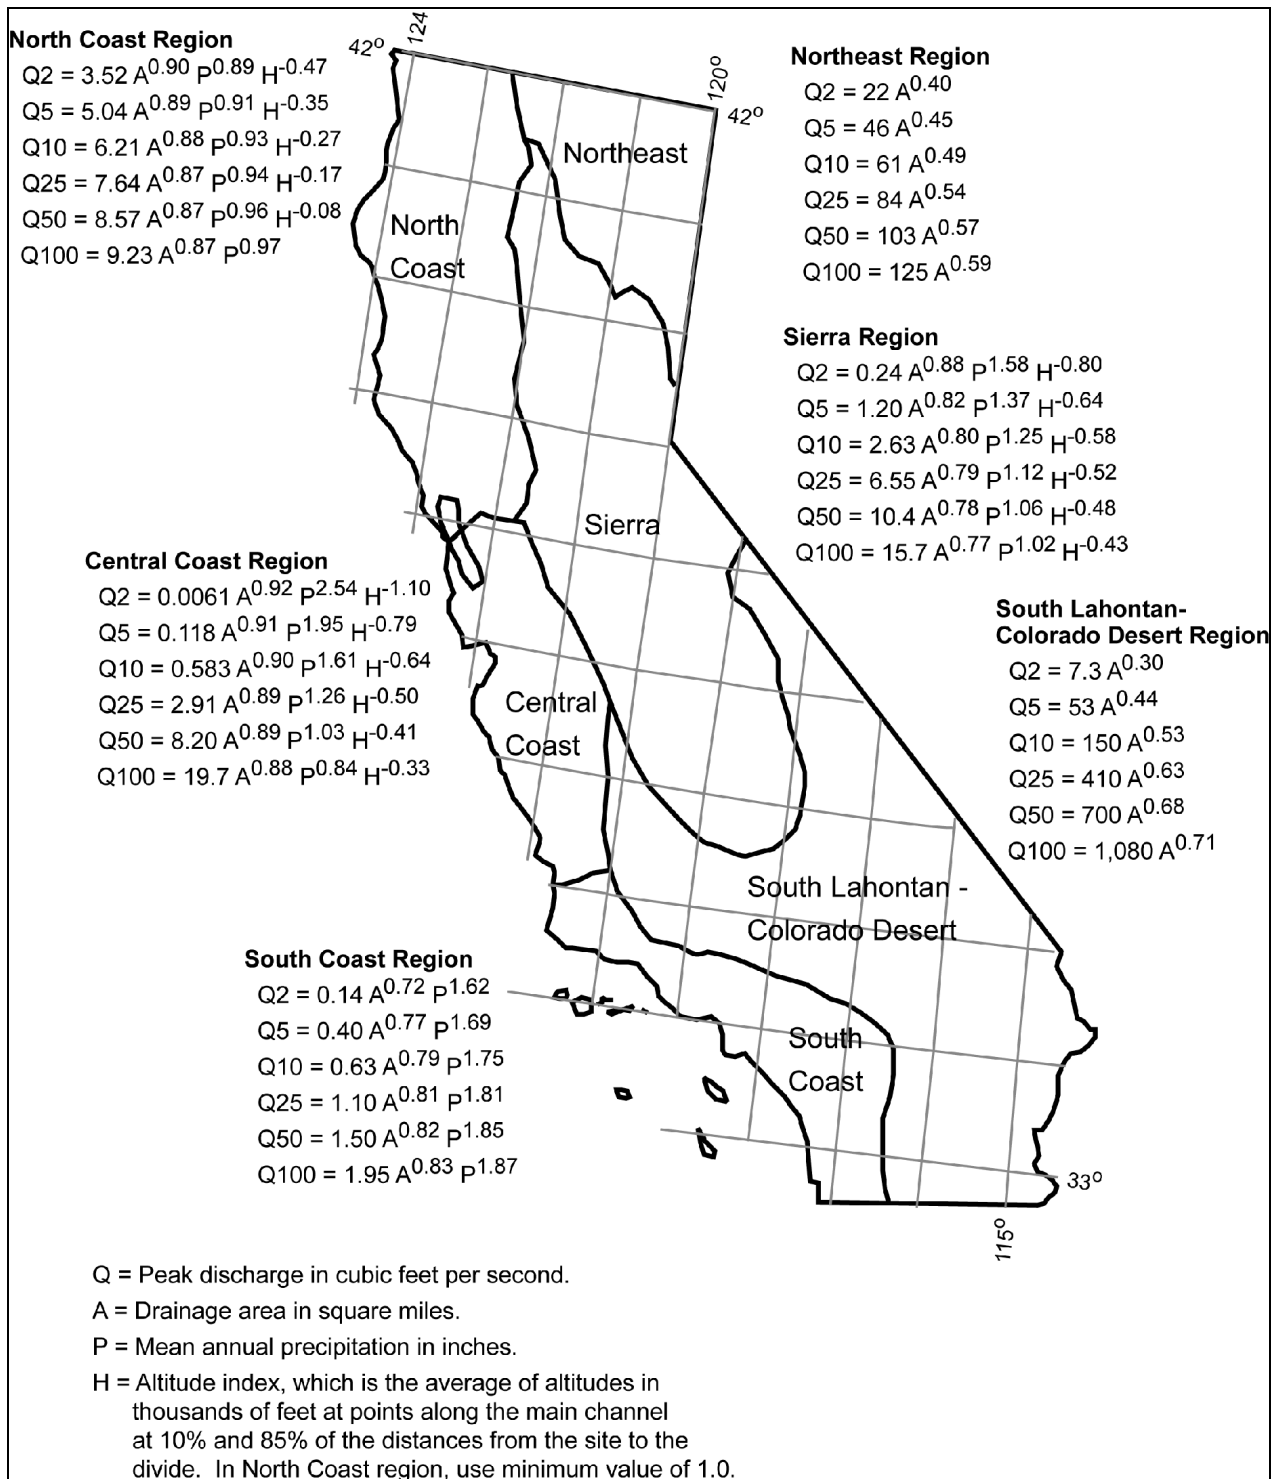 North Coast Region
Q2 = 3.52 A^0.90 P^0.89 H^-0.47
Q5 = 5.04 A^0.89 P^0.91 H^-0.35
Q10 = 6.21 A^0.88 P^0.93 H^-0.27
Q25 = 7.64 A^0.87 P^0.94 H^-0.17
Q50 = 8.57 A^0.87 P^0.96 H^-0.08
Q100 = 9.23 A^0.87 P^0.97
42º
124
120º
42º
Northeast Region
Q2 = 22 A^0.40
Q5 = 46 A^0.45
Q10 = 61 A^0.49
Q25 = 84 A^0.54
Q50 = 103 A^0.57
Q100 = 125 A^0.59
Northeast
North
Coast
Sierra Region
Q2 = 0.24 A^0.88 P^1.58 H^-0.80
Q5 = 1.20 A^0.82 P^1.37 H^-0.64
Q10 = 2.63 A^0.80 P^1.25 H^-0.58
Q25 = 6.55 A^0.79 P^1.12 H^-0.52
Q50 = 10.4 A^0.78 P^1.06 H^-0.48
Q100 = 15.7 A^0.77 P^1.02 H^-0.43
Sierra
Central Coast Region
Q2 = 0.0061 A^0.92 P^2.54 H^-1.10
Q5 = 0.118 A^0.91 P^1.95 H^-0.79
Q10 = 0.583 A^0.90 P^1.61 H^-0.64
Q25 = 2.91 A^0.89 P^1.26 H^-0.50
Q50 = 8.20 A^0.89 P^1.03 H^-0.41
Q100 = 19.7 A^0.88 P^0.84 H^-0.33
Central
Coast
South Lahontan-
Colorado Desert Region
Q2 = 7.3 A^0.30
Q5 = 53 A^0.44
Q10 = 150 A^0.53
Q25 = 410 A^0.63
Q50 = 700 A^0.68
Q100 = 1,080 A^0.71
South Lahontan -
Colorado Desert
South Coast Region
Q2 = 0.14 A^0.72 P^1.62
Q5 = 0.40 A^0.77 P^1.69
Q10 = 0.63 A^0.79 P^1.75
Q25 = 1.10 A^0.81 P^1.81
Q50 = 1.50 A^0.82 P^1.85
Q100 = 1.95 A^0.83 P^1.87
South
Coast
33º
115º
Q = Peak discharge in cubic feet per second.
A = Drainage area in square miles.
P = Mean annual precipitation in inches.
H = Altitude index, which is the average of altitudes in
thousands of feet at points along the main channel
at 10% and 85% of the distances from the site to the
divide. In North Coast region, use minimum value of 1.0.